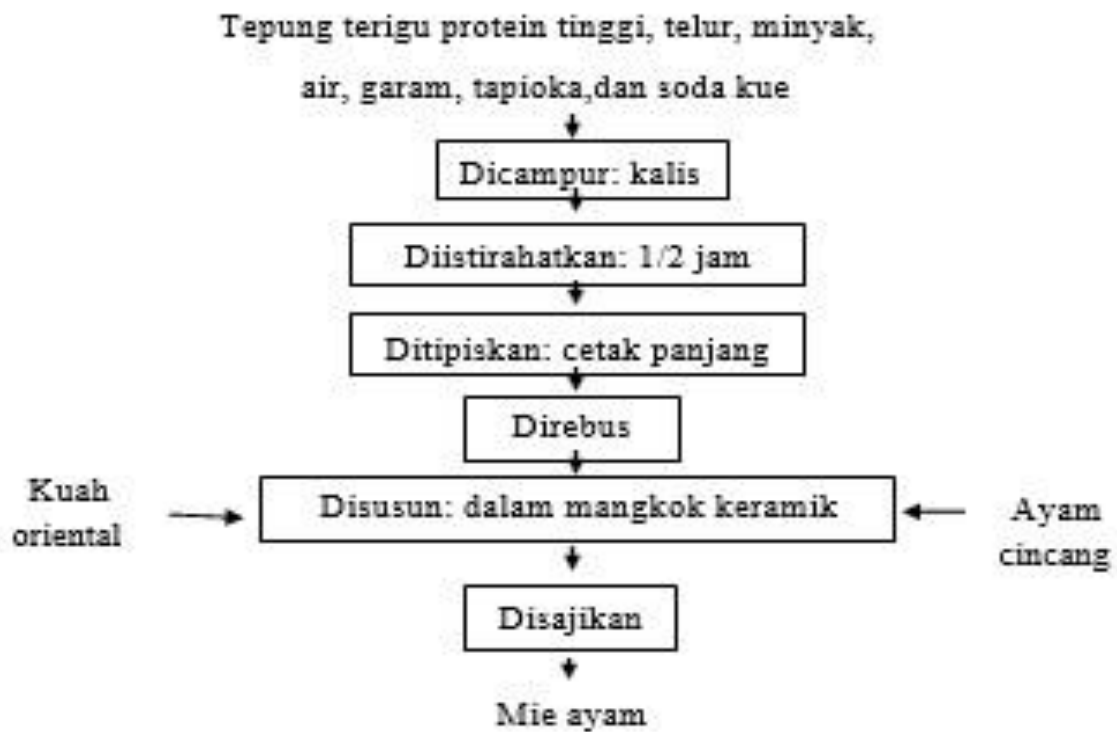 Tepung terigu protein tinggi, telur, minyak,
air, garam, tapioka,dan soda kue
Dicampur: kalis
Diistirahatkan: 1/2 jam
Ditipiskan: cetak panjang
Direbus
Kuah
oriental
Disusun: dalam mangkok keramik
Ayam
cincang
Disajikan
Mie ayam